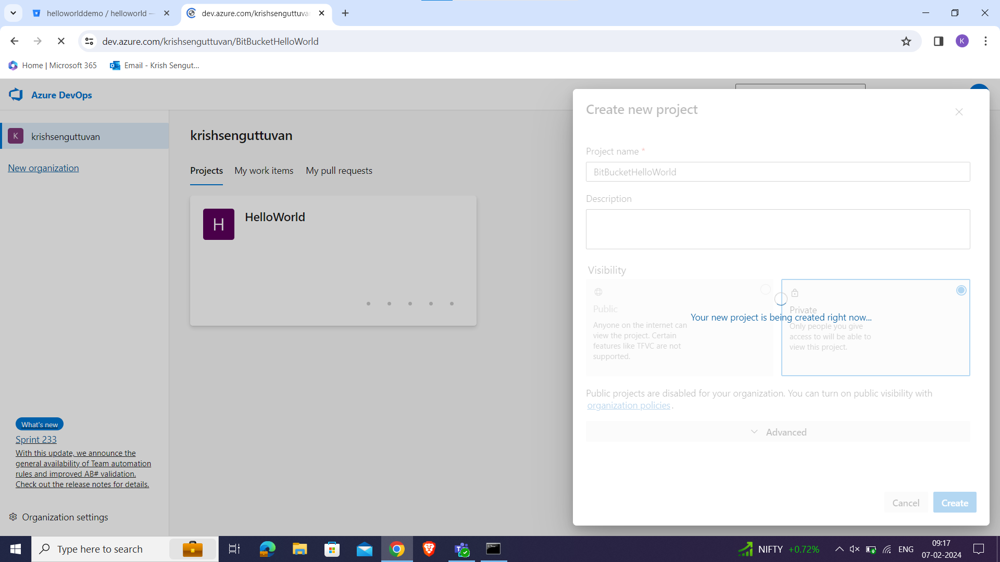 helloworlddemo / helloworld —
dev.azure.com/krishsenguttuvan
dev.azure.com/krishsenguttuvan/BitBucketHelloWorld
K
Home | Microsoft 365
Email - Krish Sengut...
Azure DevOps
K
krishsenguttuvan
New organization
krishsenguttuvan
Projects
My work items
My pull requests
H
HelloWorld
What's new
Sprint 233
With this update, we announce the
general availability of Team automation
rules and improved AB# validation.
Check out the release notes for details.
Organization settings
Create new project
Project name *
BitBucketHelloWorld
Description
Visibility
Public
Anyone on the internet can
view the project. Certain
features like TFVC are not
supported.
Private
Only people you give
access to will be able to
view this project.
Your new project is being created right now...
Public projects are disabled for your organization. You can turn on public visibility with
organization policies.
Advanced
Cancel
Create
Type here to search
NIFTY +0.72%
ENG
09:17
07-02-2024